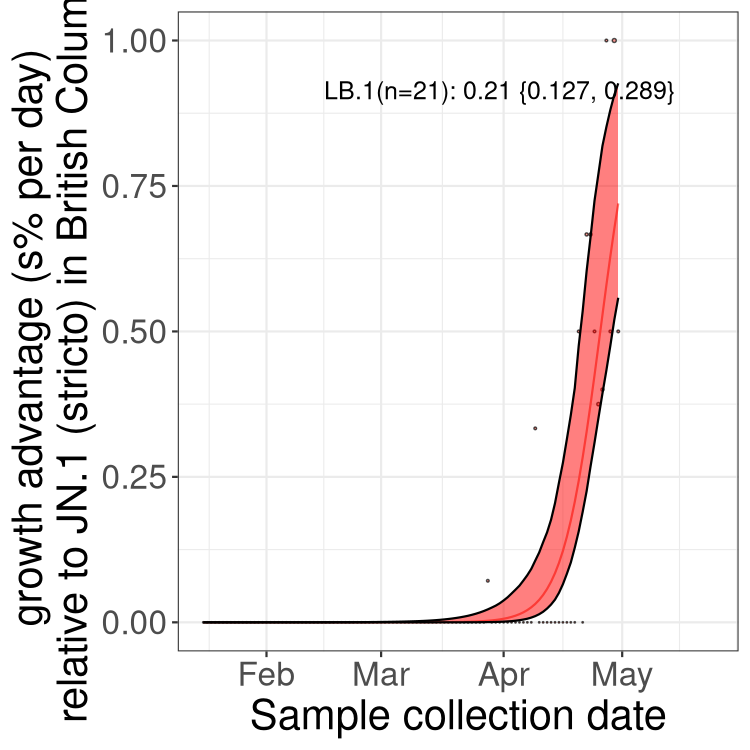 growth advantage (s% per day)
relative to JN.1 (stricto) in British Colum
1.00
0.75
0.50
0.25
0.00
LB.1(n=21): 0.21 {0.127, 0.289}
Feb Mar Apr May
Sample collection date